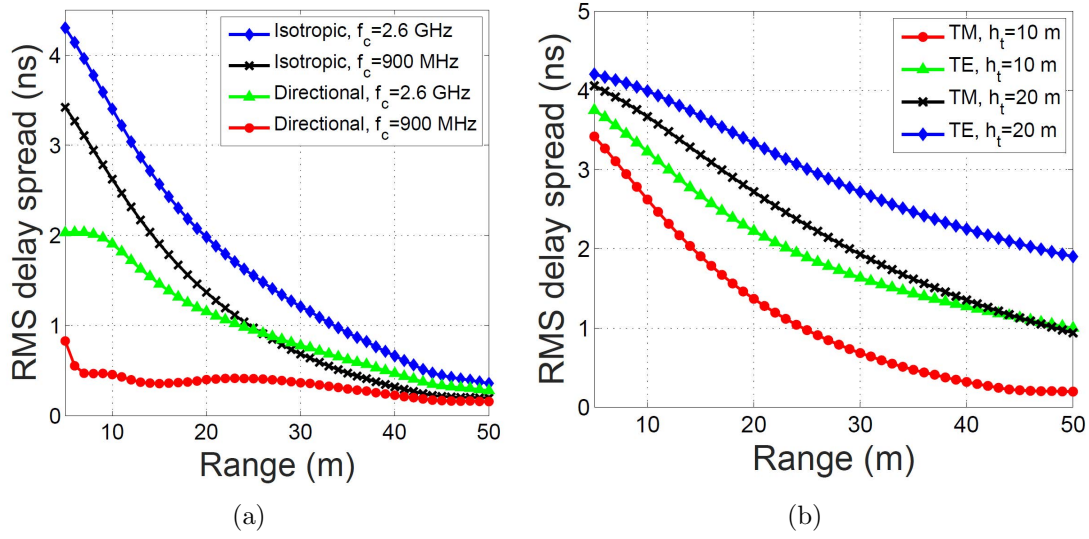 RMS delay spread (ns)
4
3
2
1
0
10
20
30
40
50
Range (m)
Isotropic, f_c=2.6 GHz
Isotropic, f_c=900 MHz
Directional, f_c=2.6 GHz
Directional, f_c=900 MHz
(a)
RMS delay spread (ns)
5
4
3
2
1
0
10
20
30
40
50
Range (m)
TM, h_t=10 m
TE, h_t=10 m
TM, h_t=20 m
TE, h_t=20 m
(b)